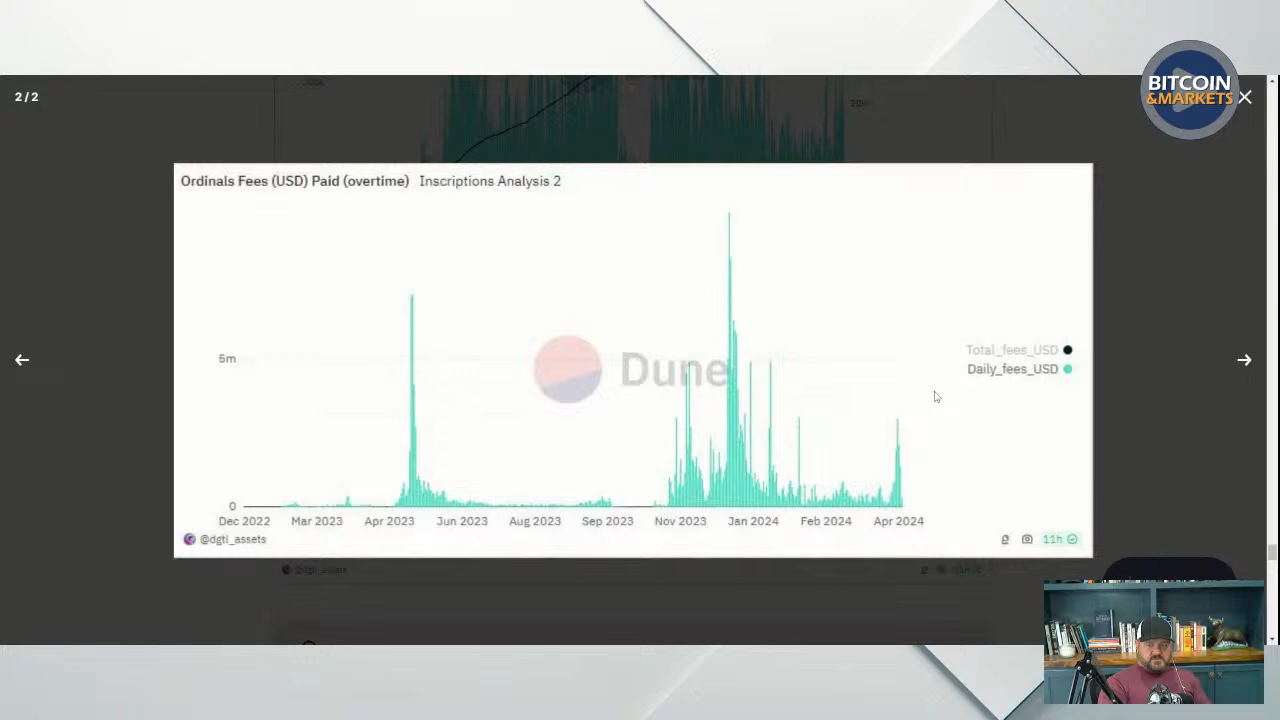 BITCOIN
&MARKETS
2/2
Ordinals Fees (USD) Paid (overtime) Inscriptions Analysis 2
5m
Dune
Total_fees_USD
Daily_fees_USD
0
Dec 2022 Mar 2023 Apr 2023 Jun 2023 Aug 2023 Sep 2023 Nov 2023 Jan 2024 Feb 2024 Apr 2024
@dgtl_assets
11h
@dgtl_assets